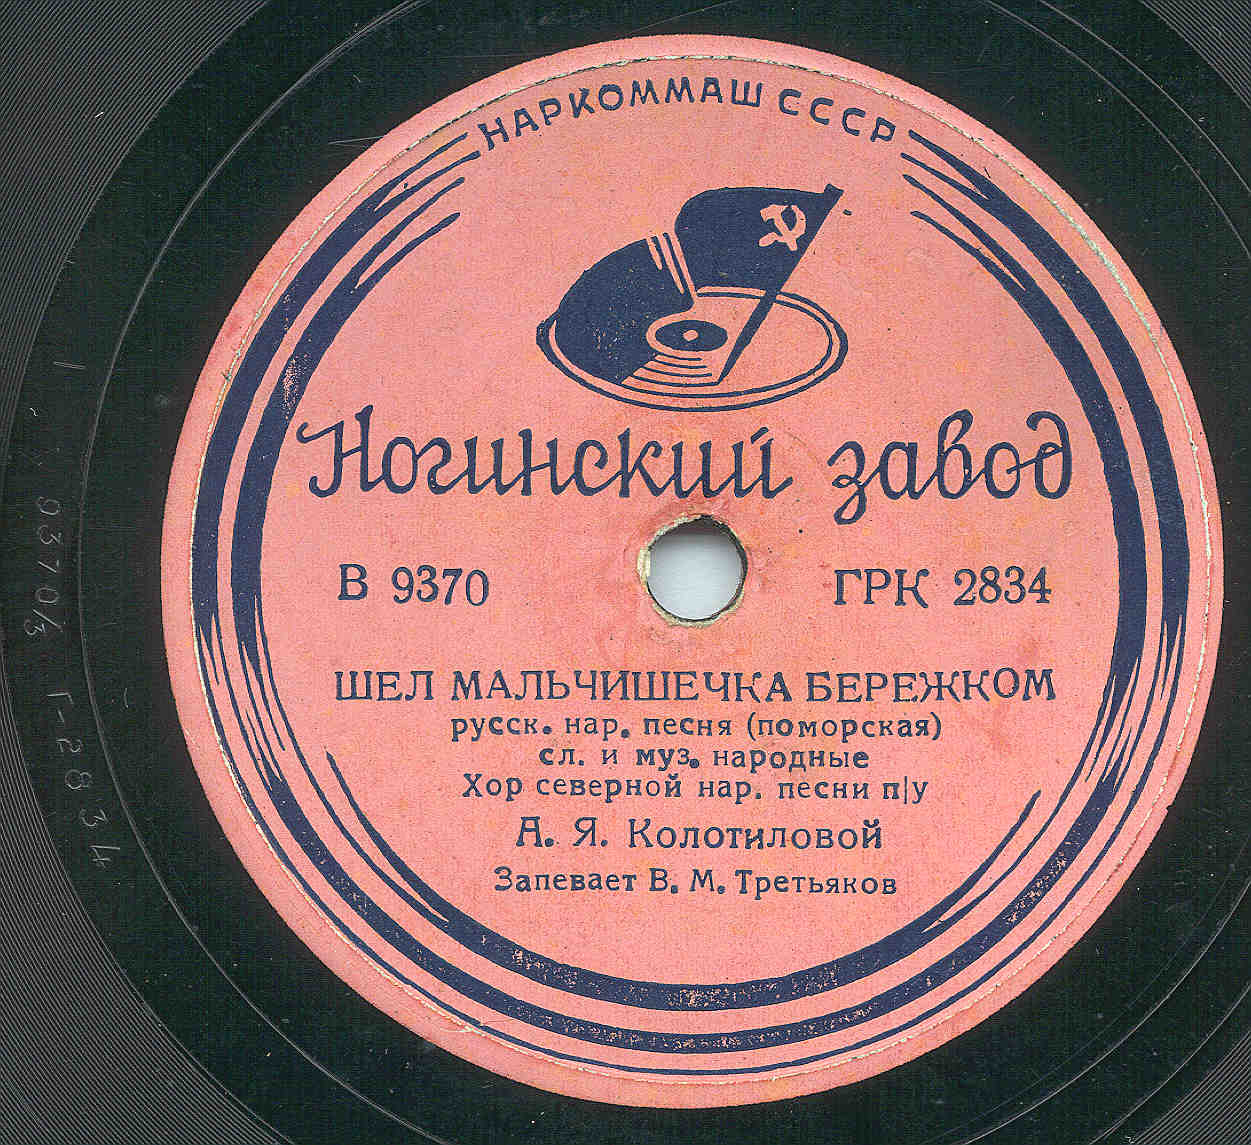 НАРКОММАШ СССР
Ногинский завод
В 9370 ГРК 2834
ШЕЛ МАЛЬЧИШЕЧКА БЕРЕЖКОМ
русск. нар. песня (поморская)
сл. и муз. народные
Хор северной нар. песни п/у
А. Я. Колотиловой
Запевает В. М. Третьяков
9370/3 Г-2834